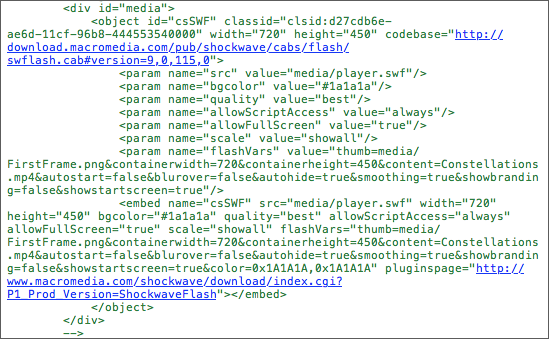 <div id="media">
<object id="csSWF" classid="clsid:d27cdb6e-
ae6d-11cf-96b8-444553540000" width="720" height="450" codebase="http://
download.macromedia.com/pub/shockwave/cabs/flash/
swflash.cab#version=9,0,115,0">
<param name="src" value="media/player.swf"/>
<param name="bgcolor" value="#1a1a1a"/>
<param name="quality" value="best"/>
<param name="allowScriptAccess" value="always"/>
<param name="allowFullScreen" value="true"/>
<param name="scale" value="showall"/>
<param name="flashVars" value="thumb=media/
FirstFrame.png&containerwidth=720&containerheight=450&content=Constellations
.mp4&autostart=false&blurover=false&autohide=true&smoothing=true&showbrandin
g=false&showstartscreen=true"/>
<embed name="csSWF" src="media/player.swf" width="720"
height="450" bgcolor="#1a1a1a" quality="best" allowScriptAccess="always"
allowFullScreen="true" scale="showall" flashVars="thumb=media/
FirstFrame.png&containerwidth=720&containerheight=450&content=Constellations
.mp4&autostart=false&blurover=false&autohide=true&smoothing=true&showbrandin
g=false&showstartscreen=true&color=0x1A1A1A,0x1A1A1A" pluginspage="http://
www.macromedia.com/shockwave/download/index.cgi?
P1_Prod_Version=ShockwaveFlash"></embed>
</object>
</div>
-->